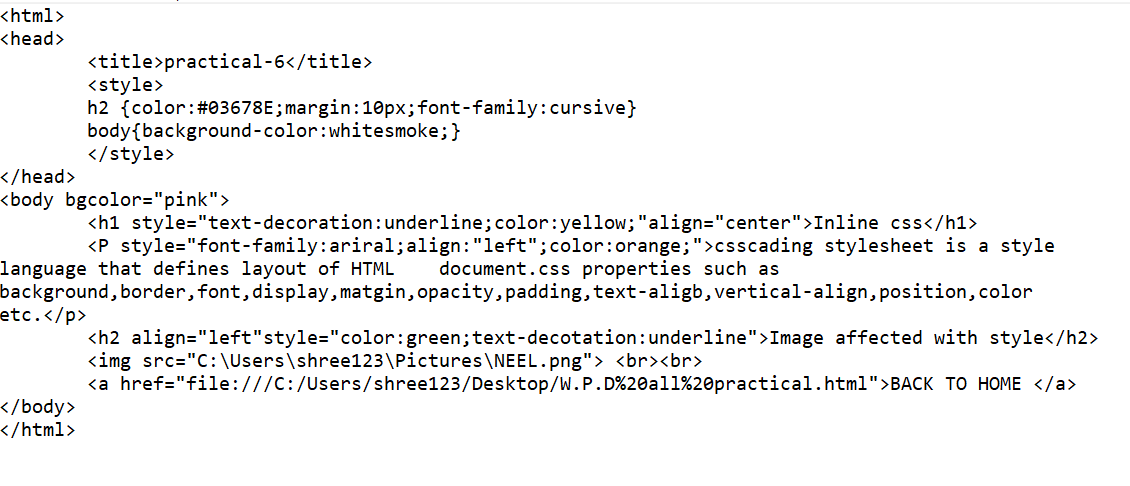 <html>
<head>
        <title>practical-6</title>
        <style>
        h2 {color:#03678E;margin:10px;font-family:cursive}
        body{background-color:whitesmoke;}
        </style>
</head>
<body bgcolor="pink">
        <h1 style="text-decoration:underline;color:yellow;"align="center">Inline css</h1>
        <P style="font-family:ariral;align:"left";color:orange;">csscading stylesheet is a style
language that defines layout of HTML    document.css properties such as
background,border,font,display,matgin,opacity,padding,text-aligb,vertical-align,position,color
etc.</p>
        <h2 align="left"style="color:green;text-decotation:underline">Image affected with style</h2>
        <img src="C:\Users\shree123\Pictures\NEEL.png"> <br><br>
        <a href="file:///C:/Users/shree123/Desktop/W.P.D%20all%20practical.html">BACK TO HOME </a>
</body>
</html>